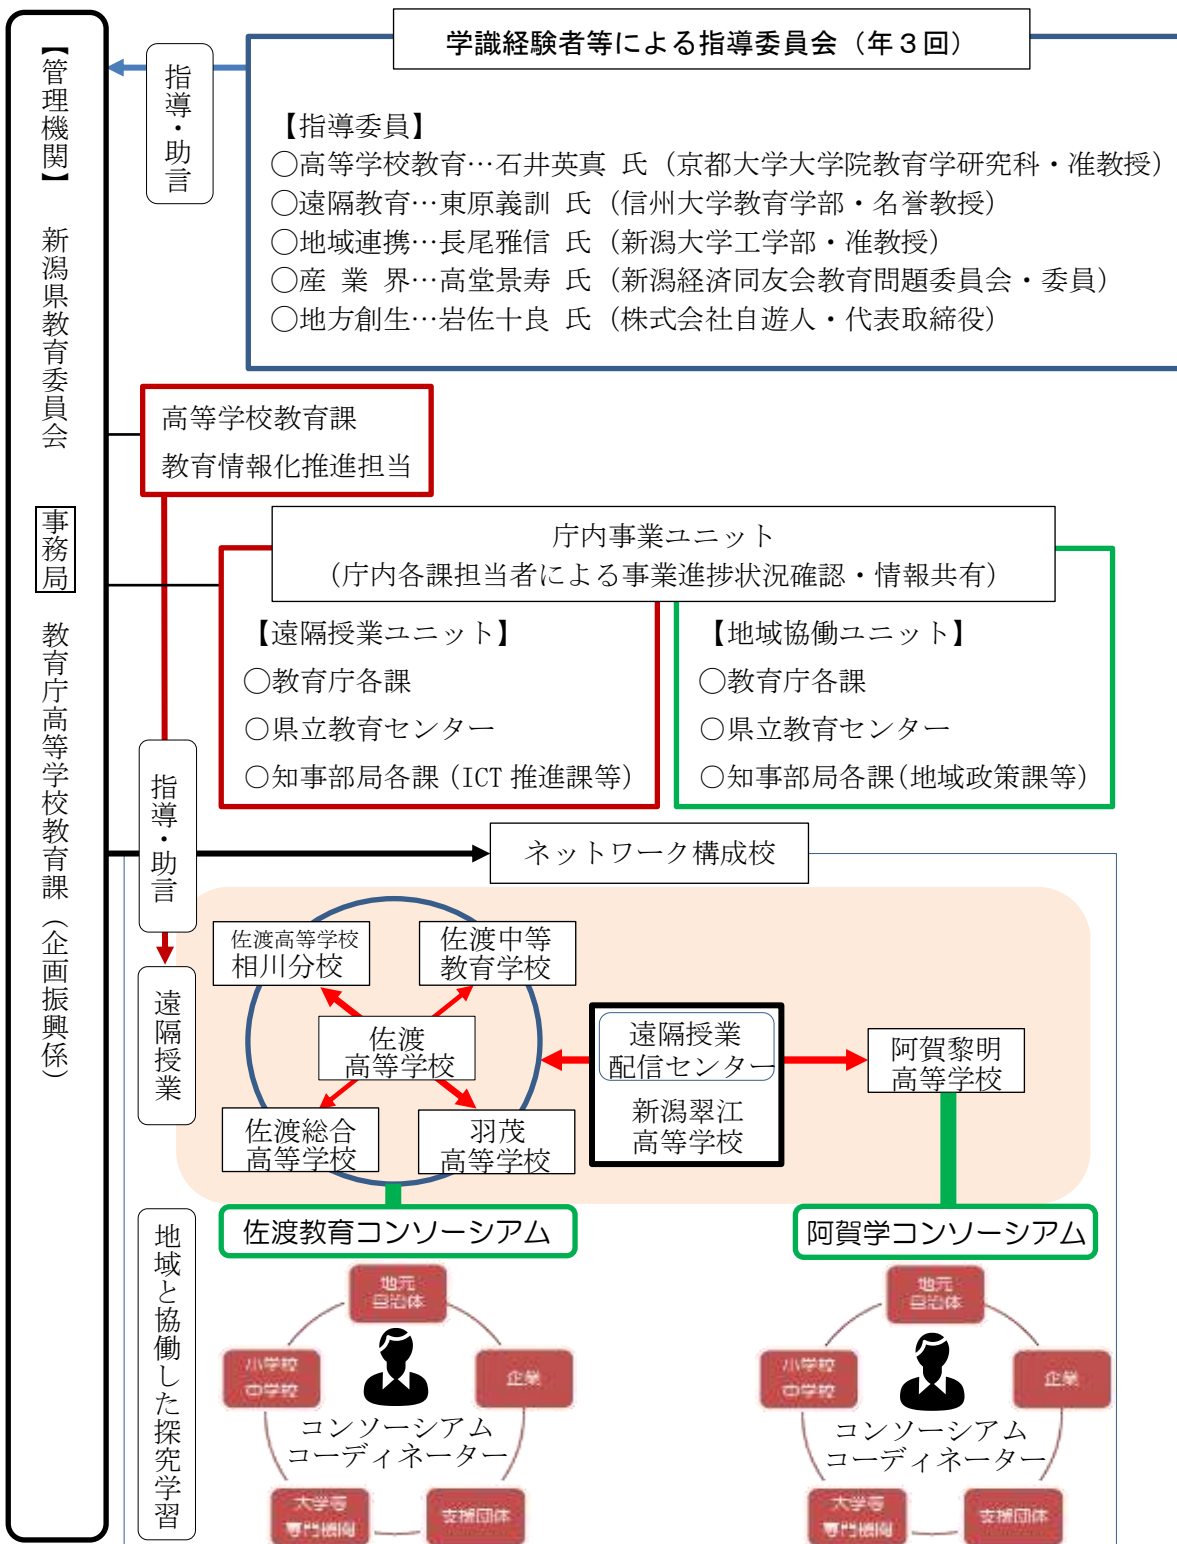 【管理機関】　新潟県教育委員会　事務局　教育庁高等学校教育課（企画振興係）
指導・助言
学識経験者等による指導委員会（年３回）
【指導委員】
○高等学校教育…石井英真 氏（京都大学大学院教育学研究科・准教授）
○遠隔教育…東原義訓 氏（信州大学教育学部・名誉教授）
○地域連携…長尾雅信 氏（新潟大学工学部・准教授）
○産 業 界…高堂景寿 氏（新潟経済同友会教育問題委員会・委員）
○地方創生…岩佐十良 氏（株式会社自遊人・代表取締役）
高等学校教育課
教育情報化推進担当
庁内事業ユニット
（庁内各課担当者による事業進捗状況確認・情報共有）
【遠隔授業ユニット】
○教育庁各課
○県立教育センター
○知事部局各課（ICT 推進課等）
【地域協働ユニット】
○教育庁各課
○県立教育センター
○知事部局各課（地域政策課等）
指導・助言
ネットワーク構成校
遠隔授業
佐渡高等学校
相川分校
佐渡中等
教育学校
佐渡
高等学校
佐渡総合
高等学校
羽茂
高等学校
遠隔授業
配信センター
新潟翠江
高等学校
阿賀黎明
高等学校
地域と協働した探究学習
佐渡教育コンソーシアム
地元
自治体
小学校
中学校
企業
コンソーシアム
コーディネーター
大学等
専門機関
支援団体
阿賀学コンソーシアム
地元
自治体
小学校
中学校
企業
コンソーシアム
コーディネーター
大学等
専門機関
支援団体